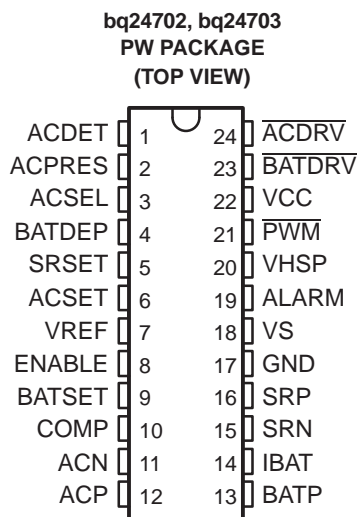 bq24702, bq24703
PW PACKAGE
(TOP VIEW)
ACDET 1 24 ACDRV
ACPRES 2 23 BATDRV
ACSEL 3 22 VCC
BATDEP 4 21 PWM
SRSET 5 20 VHSP
ACSET 6 19 ALARM
VREF 7 18 VS
ENABLE 8 17 GND
BATSET 9 16 SRP
COMP 10 15 SRN
ACN 11 14 IBAT
ACP 12 13 BATP